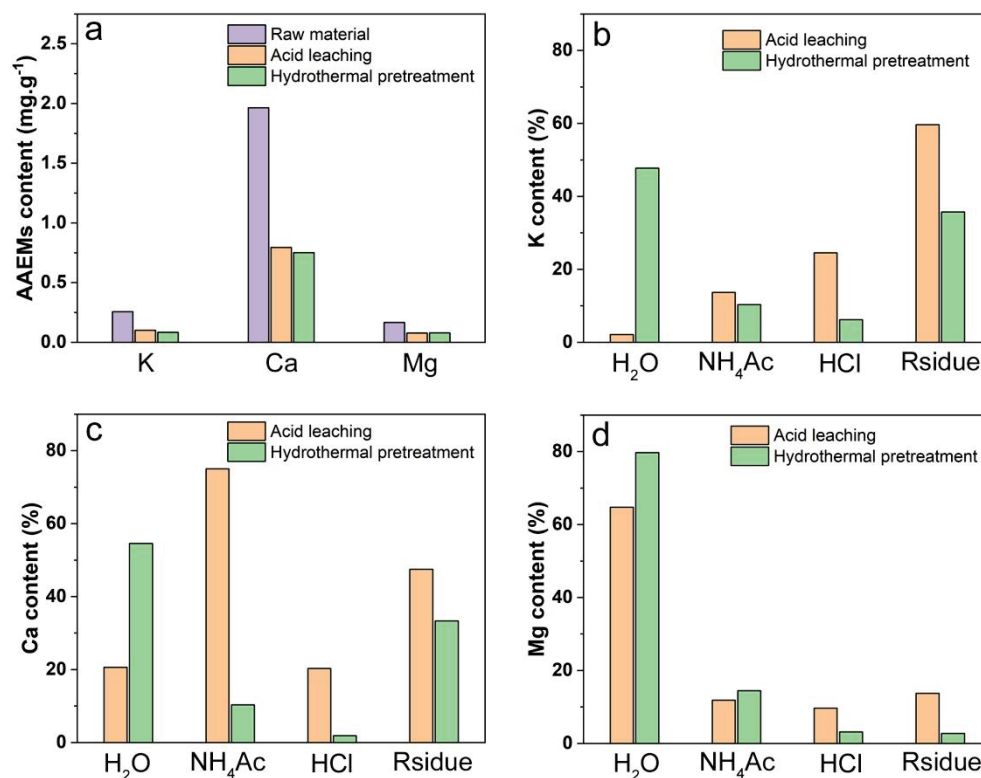 a
Raw material
Acid leaching
Hydrothermal pretreatment
AAEMs content (mg.g⁻¹)
2.5
2.0
1.5
1.0
0.5
0.0
K Ca Mg
b
Acid leaching
Hydrothermal pretreatment
K content (%)
80
60
40
20
0
H₂O NH₄Ac HCl Rsidue
c
Acid leaching
Hydrothermal pretreatment
Ca content (%)
80
60
40
20
0
H₂O NH₄Ac HCl Rsidue
d
Acid leaching
Hydrothermal pretreatment
Mg content (%)
80
60
40
20
0
H₂O NH₄Ac HCl Rsidue